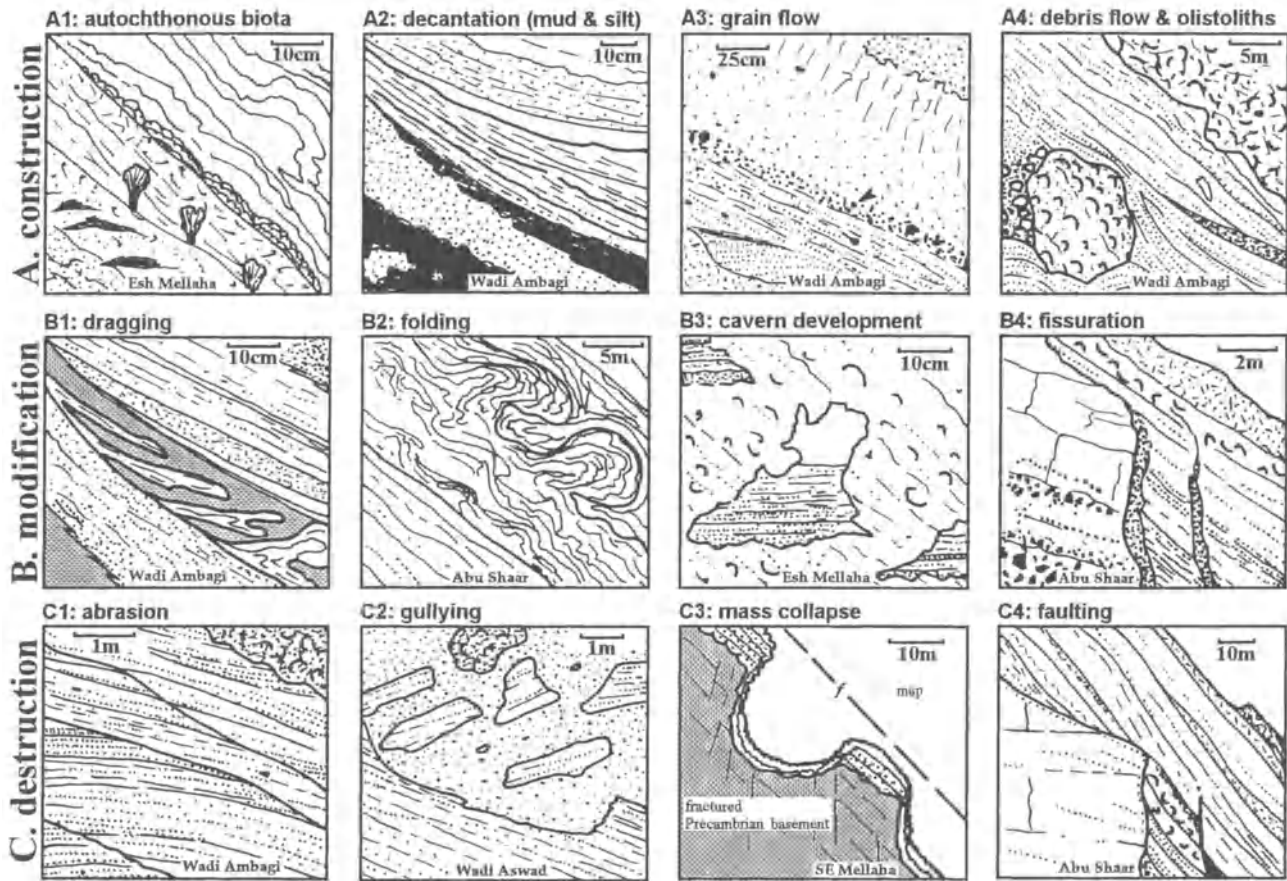 A. construction
A1: autochthonous biota
10cm
Esh Mellaha
A2: decantation (mud & silt)
10cm
Wadi Ambagi
A3: grain flow
25cm
Wadi Ambagi
A4: debris flow & olistoliths
5m
Wadi Ambagi
B. modification
B1: dragging
10cm
Wadi Ambagi
B2: folding
5m
Abu Shaar
B3: cavern development
10cm
Esh Mellaha
B4: fissuration
2m
Abu Shaar
C. destruction
C1: abrasion
1m
Wadi Ambagi
C2: gullying
1m
Wadi Aswad
C3: mass collapse
10m
f
map
fractured
Precambrian basement
SE Mellaha
C4: faulting
10m
Abu Shaar